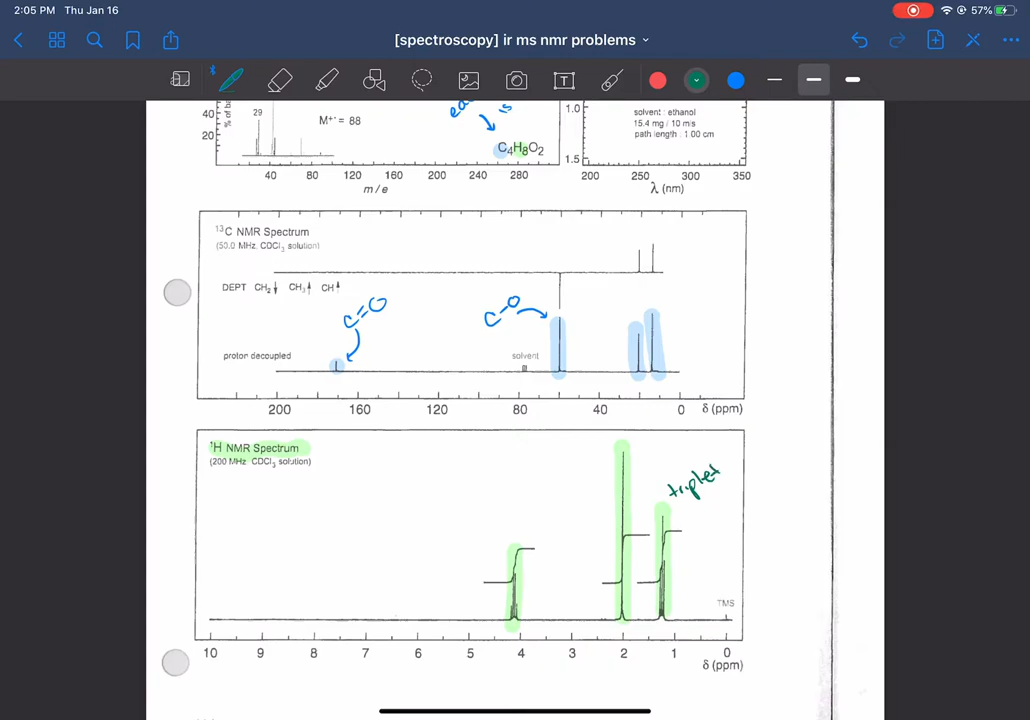 2:05 PM Thu Jan 16
57%
[spectroscopy] ir ms nmr problems
T
40
20
% of ba
29
M+· = 88
C4H8O2
40 80 120 160 200 240 280
m / e
1.0
1.5
solvent : ethanol
15.4 mg / 10 mls
path length : 1.00 cm
200 250 300 350
λ (nm)
13C NMR Spectrum
(50.0 MHz, CDCl3 solution)
DEPT CH2↓ CH3↑ CH↑
C=O
C-O
proton decoupled
solvent
200 160 120 80 40 0 δ (ppm)
1H NMR Spectrum
(200 MHz, CDCl3 solution)
triplet
TMS
10 9 8 7 6 5 4 3 2 1 0
δ (ppm)